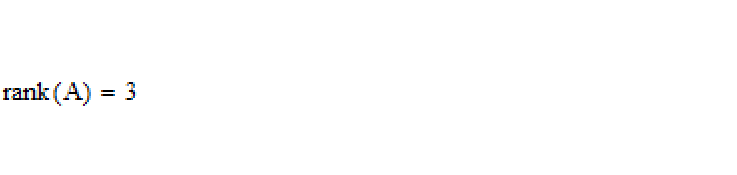 rank(A) = 3